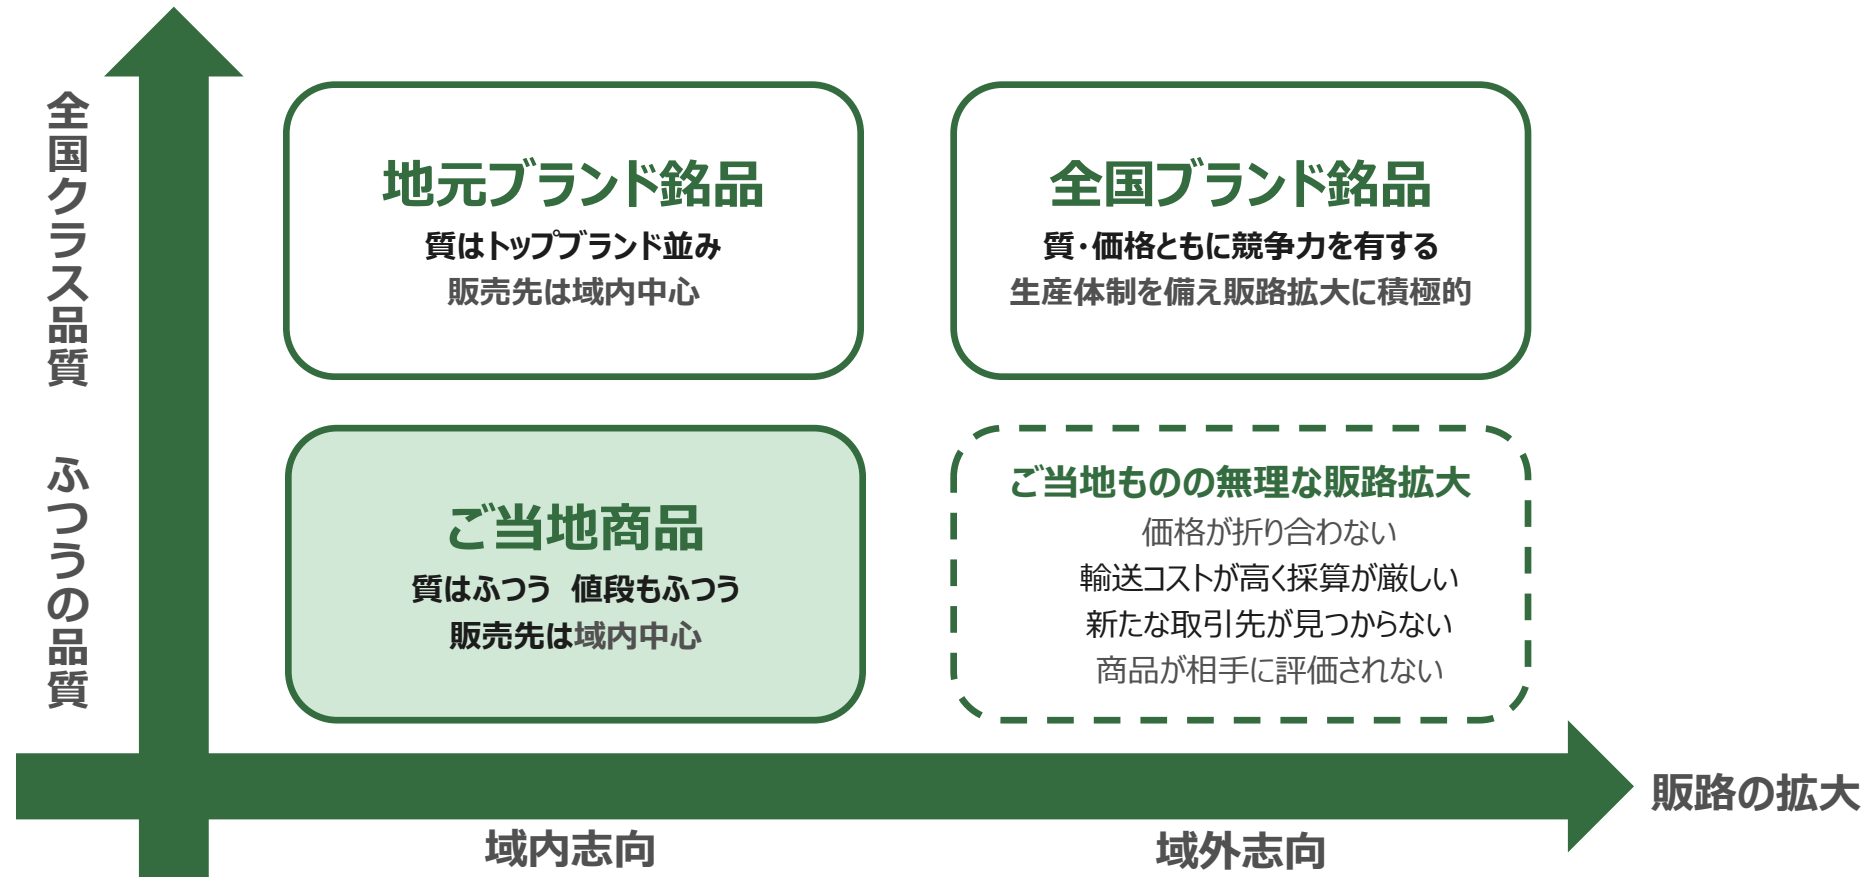 全国クラス品質
ふつうの品質
地元ブランド銘品
質はトップブランド並み
販売先は域内中心
全国ブランド銘品
質・価格ともに競争力を有する
生産体制を備え販路拡大に積極的
ご当地商品
質はふつう 値段もふつう
販売先は域内中心
ご当地ものの無理な販路拡大
価格が折り合わない
輸送コストが高く採算が厳しい
新たな取引先が見つからない
商品が相手に評価されない
販路の拡大
域内志向
域外志向